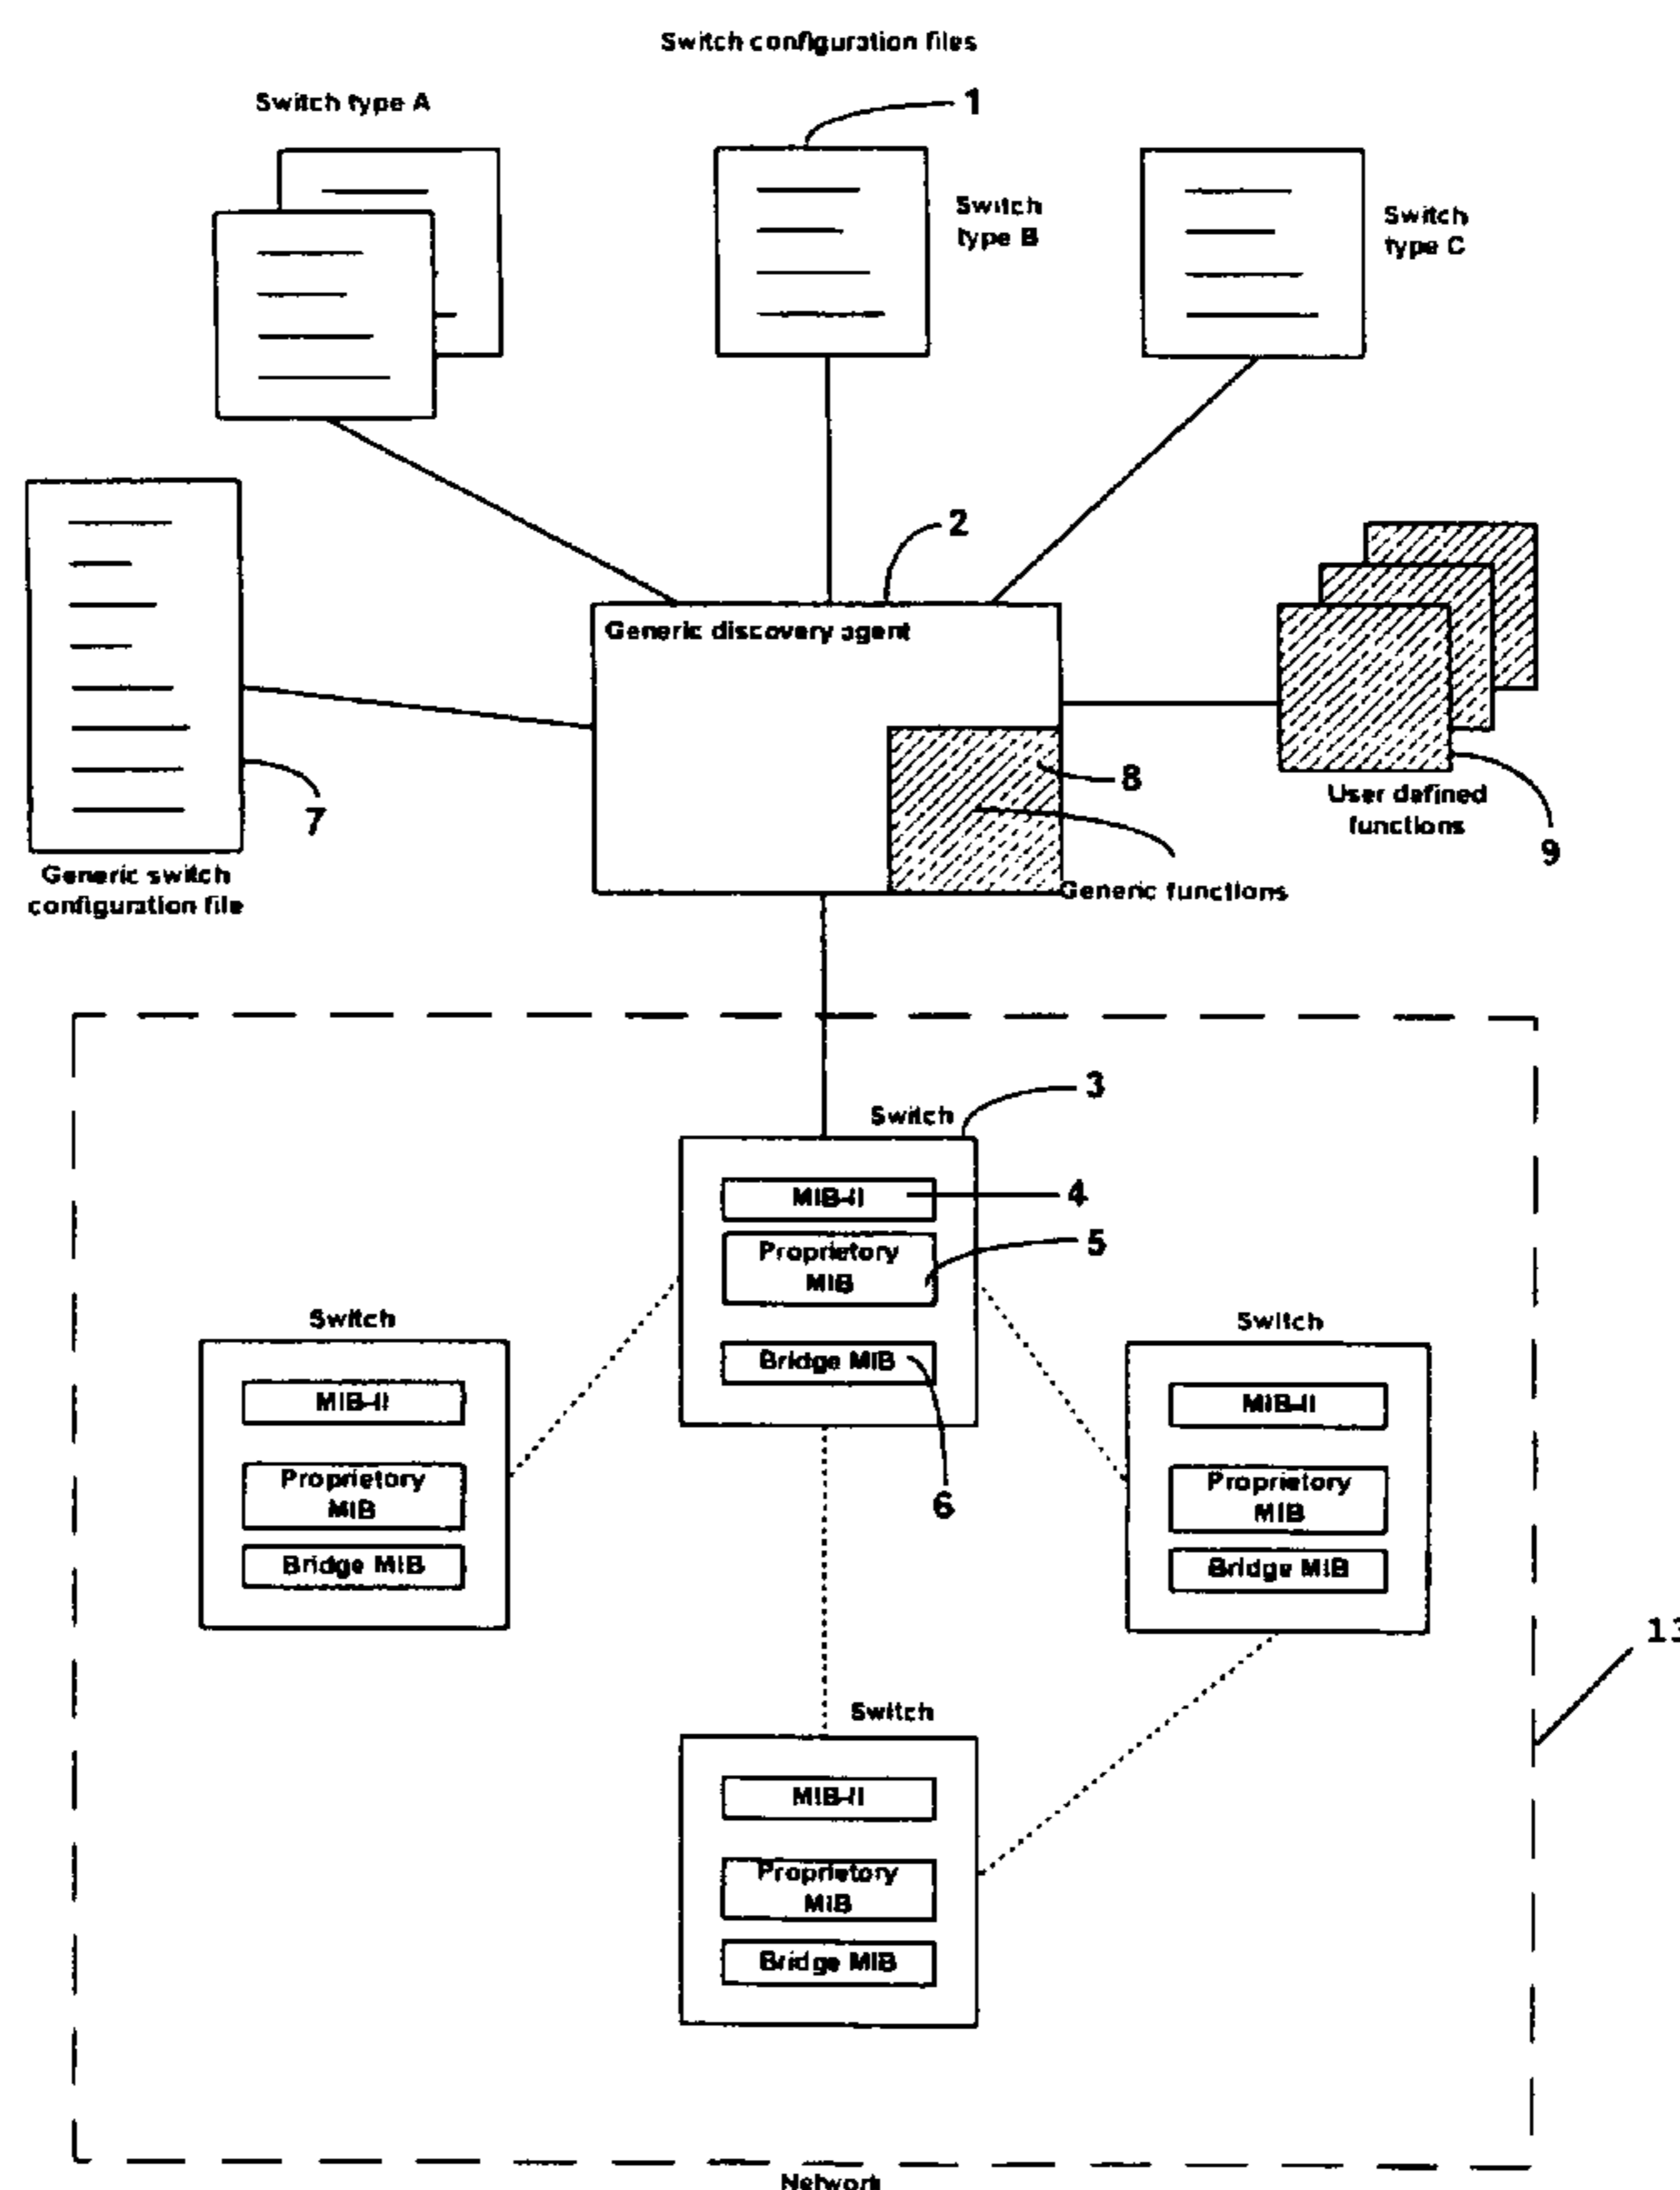 Switch configuration files
Switch type A
1
Switch
type B
Switch
type C
2
Generic discovery agent
8
7
User defined
functions
9
Generic switch
configuration file
Generic functions
3
Switch
MIB-II
4
Proprietory
MIB
5
Bridge MIB
6
Switch
MIB-II
Proprietory
MIB
Bridge MIB
Switch
MIB-II
Proprietory
MIB
Bridge MIB
13
Switch
MIB-II
Proprietory
MIB
Bridge MIB
Network